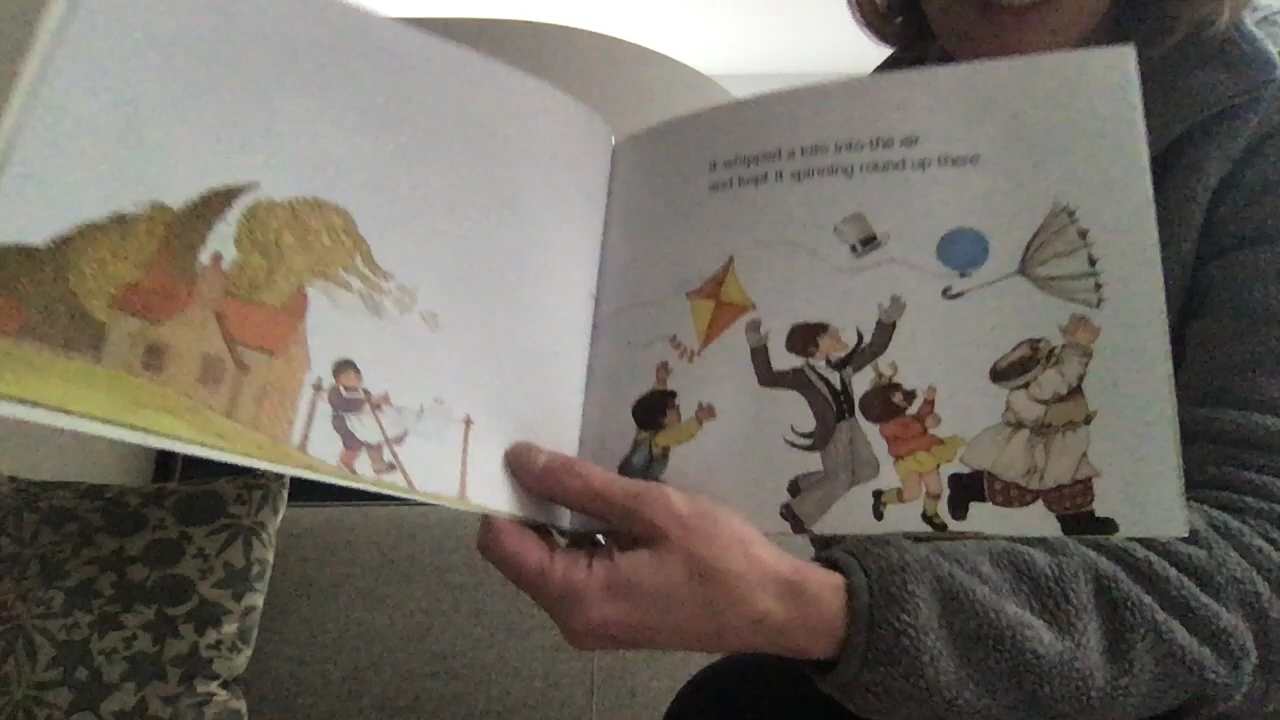 It whipped a kite into the air
and kept it spinning round up there.